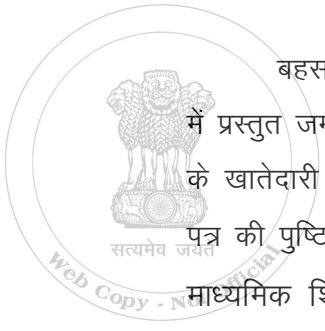 बहस
में प्रस्तुत जम
के खातेदारी
पत्र की पुष्टि
माध्यमिक शि
सत्यमेव जयते
Web Copy - Not Official